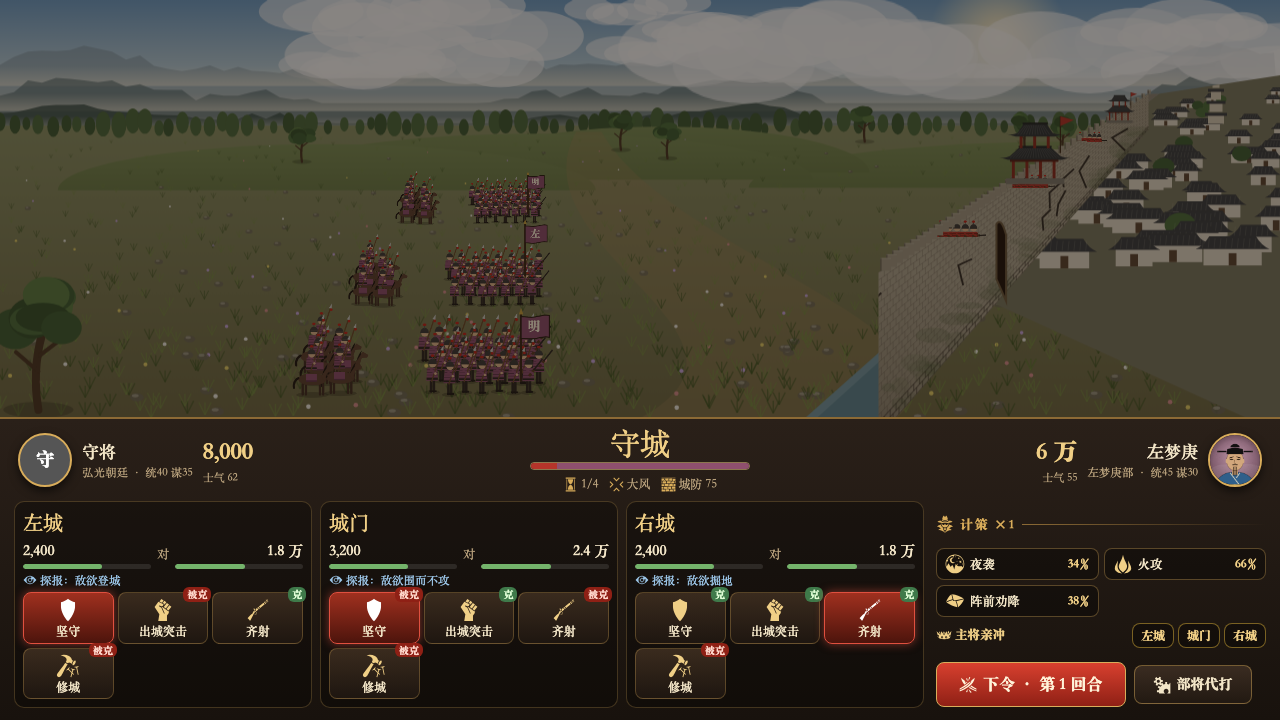 明
左
明
守
守将
弘光朝廷 · 统40 谋35
8,000
士气 62
守城
1/4 大风 城防 75
6 万
士气 55
左梦庚
左梦庚部 · 统45 谋30
左城
2,400 对 1.8 万
探报：敌欲登城
坚守
被克
出城突击
克
齐射
被克
修城
城门
3,200 对 2.4 万
探报：敌欲围而不攻
被克
坚守
克
出城突击
被克
齐射
被克
修城
右城
2,400 对 1.8 万
探报：敌欲掘地
克
坚守
克
出城突击
克
齐射
被克
修城
计策 ×1
夜袭 34%
火攻 66%
阵前劝降 38%
主将亲冲 左城 城门 右城
下令 · 第 1 回合
部将代打